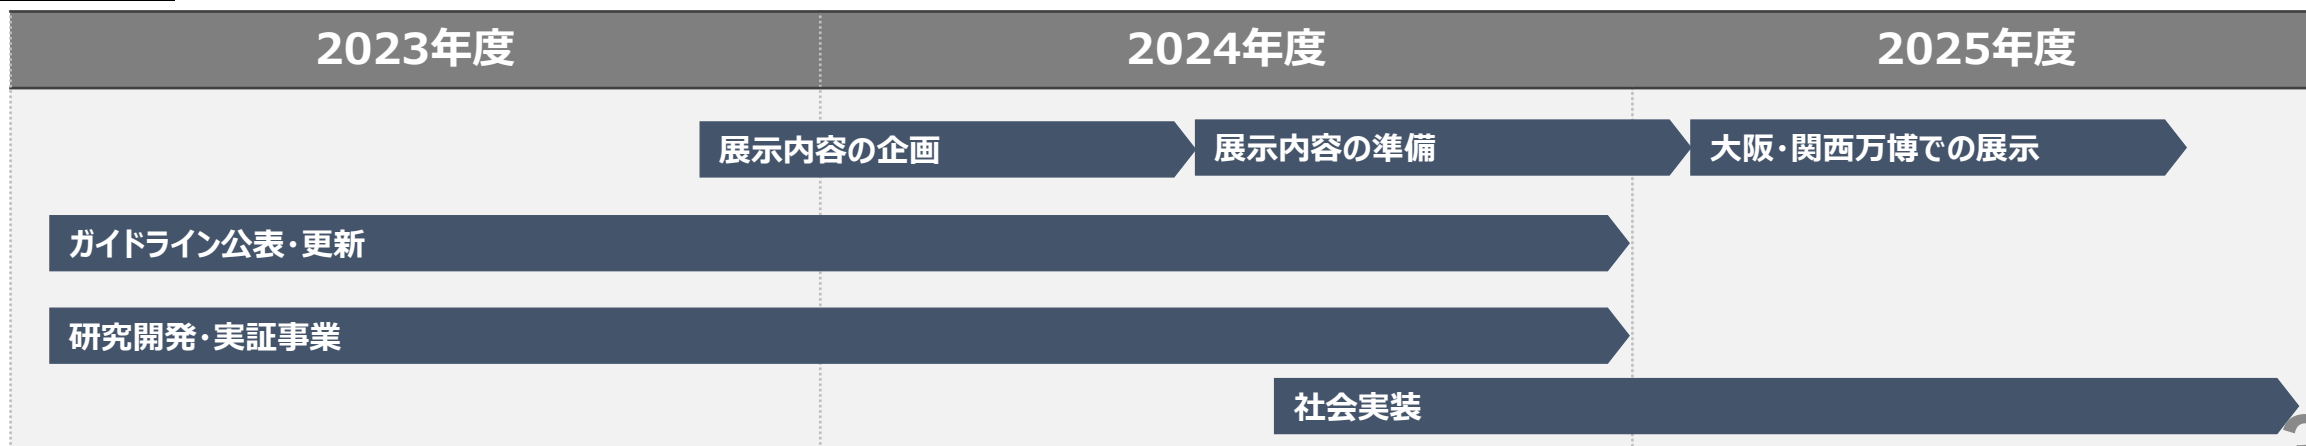 2023年度 2024年度 2025年度
展示内容の企画 展示内容の準備 大阪・関西万博での展示
ガイドライン公表・更新
研究開発・実証事業
社会実装